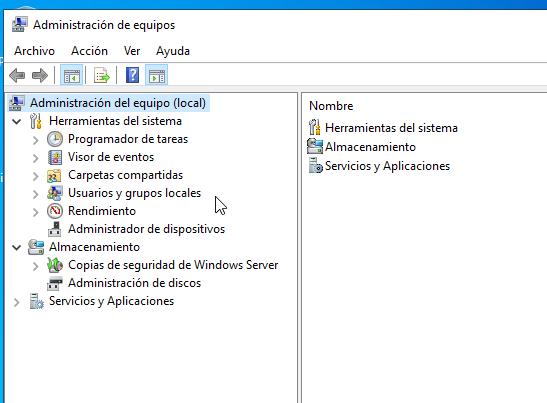 Administración de equipos
Archivo Acción Ver Ayuda
Administración del equipo (local)
Herramientas del sistema
Programador de tareas
Visor de eventos
Carpetas compartidas
Usuarios y grupos locales
Rendimiento
Administrador de dispositivos
Almacenamiento
Copias de seguridad de Windows Server
Administración de discos
Servicios y Aplicaciones
Nombre
Herramientas del sistema
Almacenamiento
Servicios y Aplicaciones